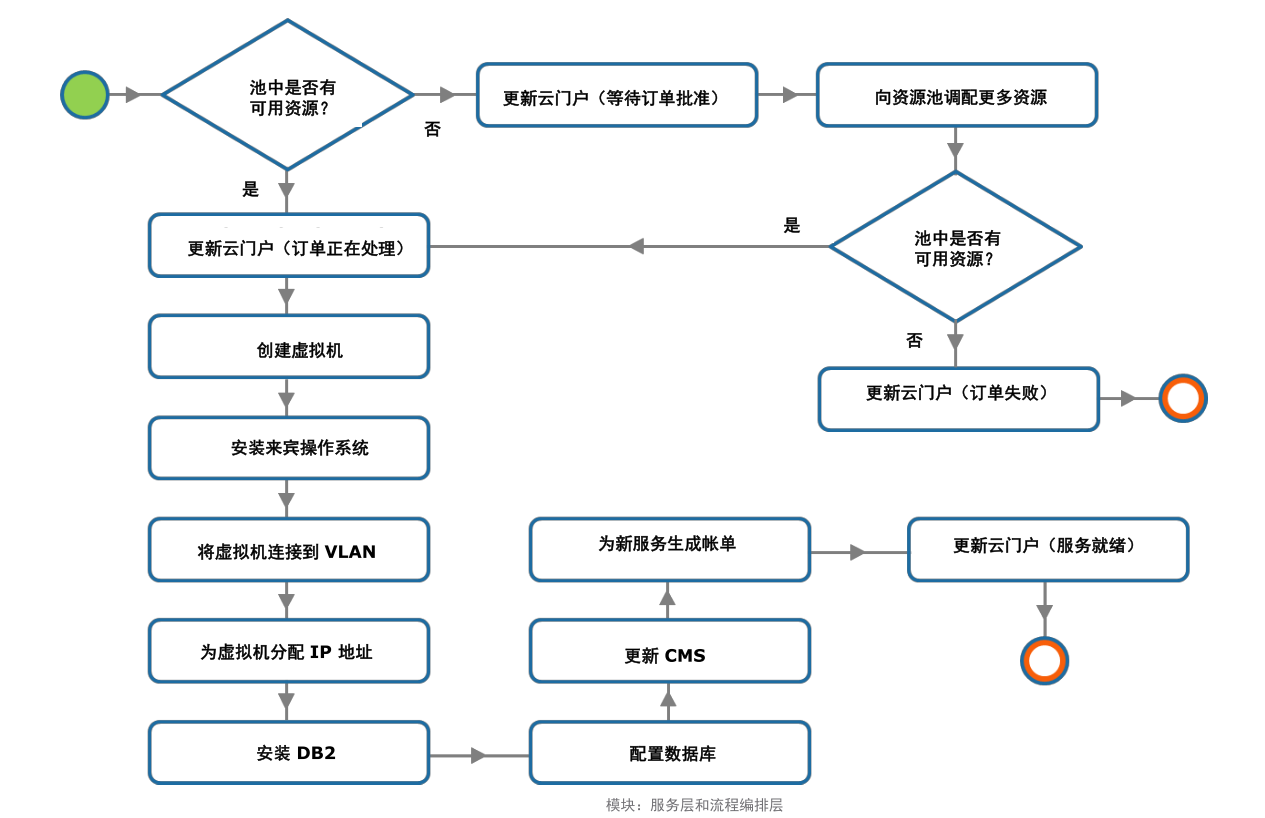 池中是否有
可用资源？
否
更新云门户（等待订单批准）
向资源池调配更多资源
是
更新云门户（订单正在处理）
是
池中是否有
可用资源？
否
更新云门户（订单失败）
创建虚拟机
安装来宾操作系统
将虚拟机连接到 VLAN
为虚拟机分配 IP 地址
安装 DB2
配置数据库
更新 CMS
为新服务生成帐单
更新云门户（服务就绪）
模块：服务层和流程编排层